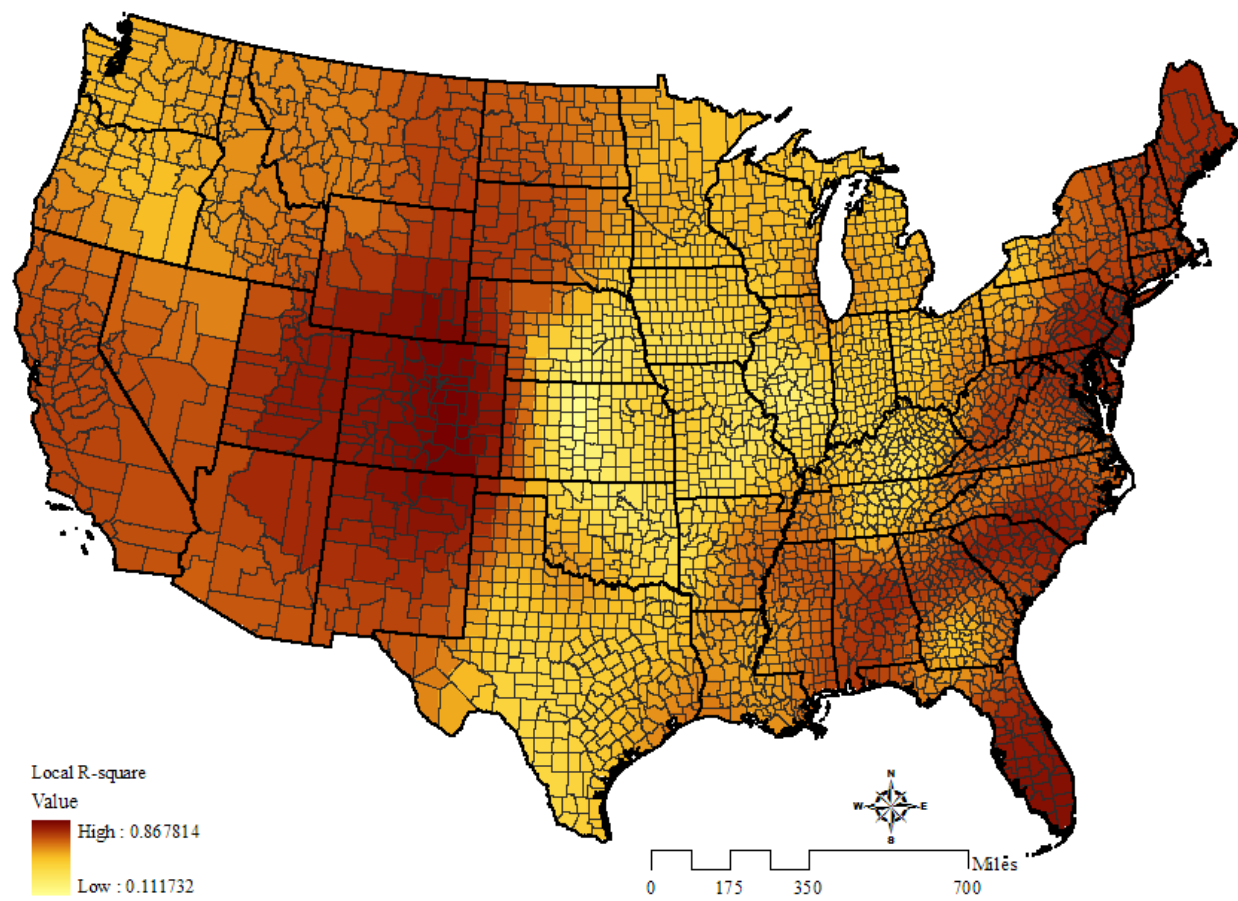 N
W E
S
Local R-square
Value
High : 0.867814
Low : 0.111732
Miles
0 175 350 700